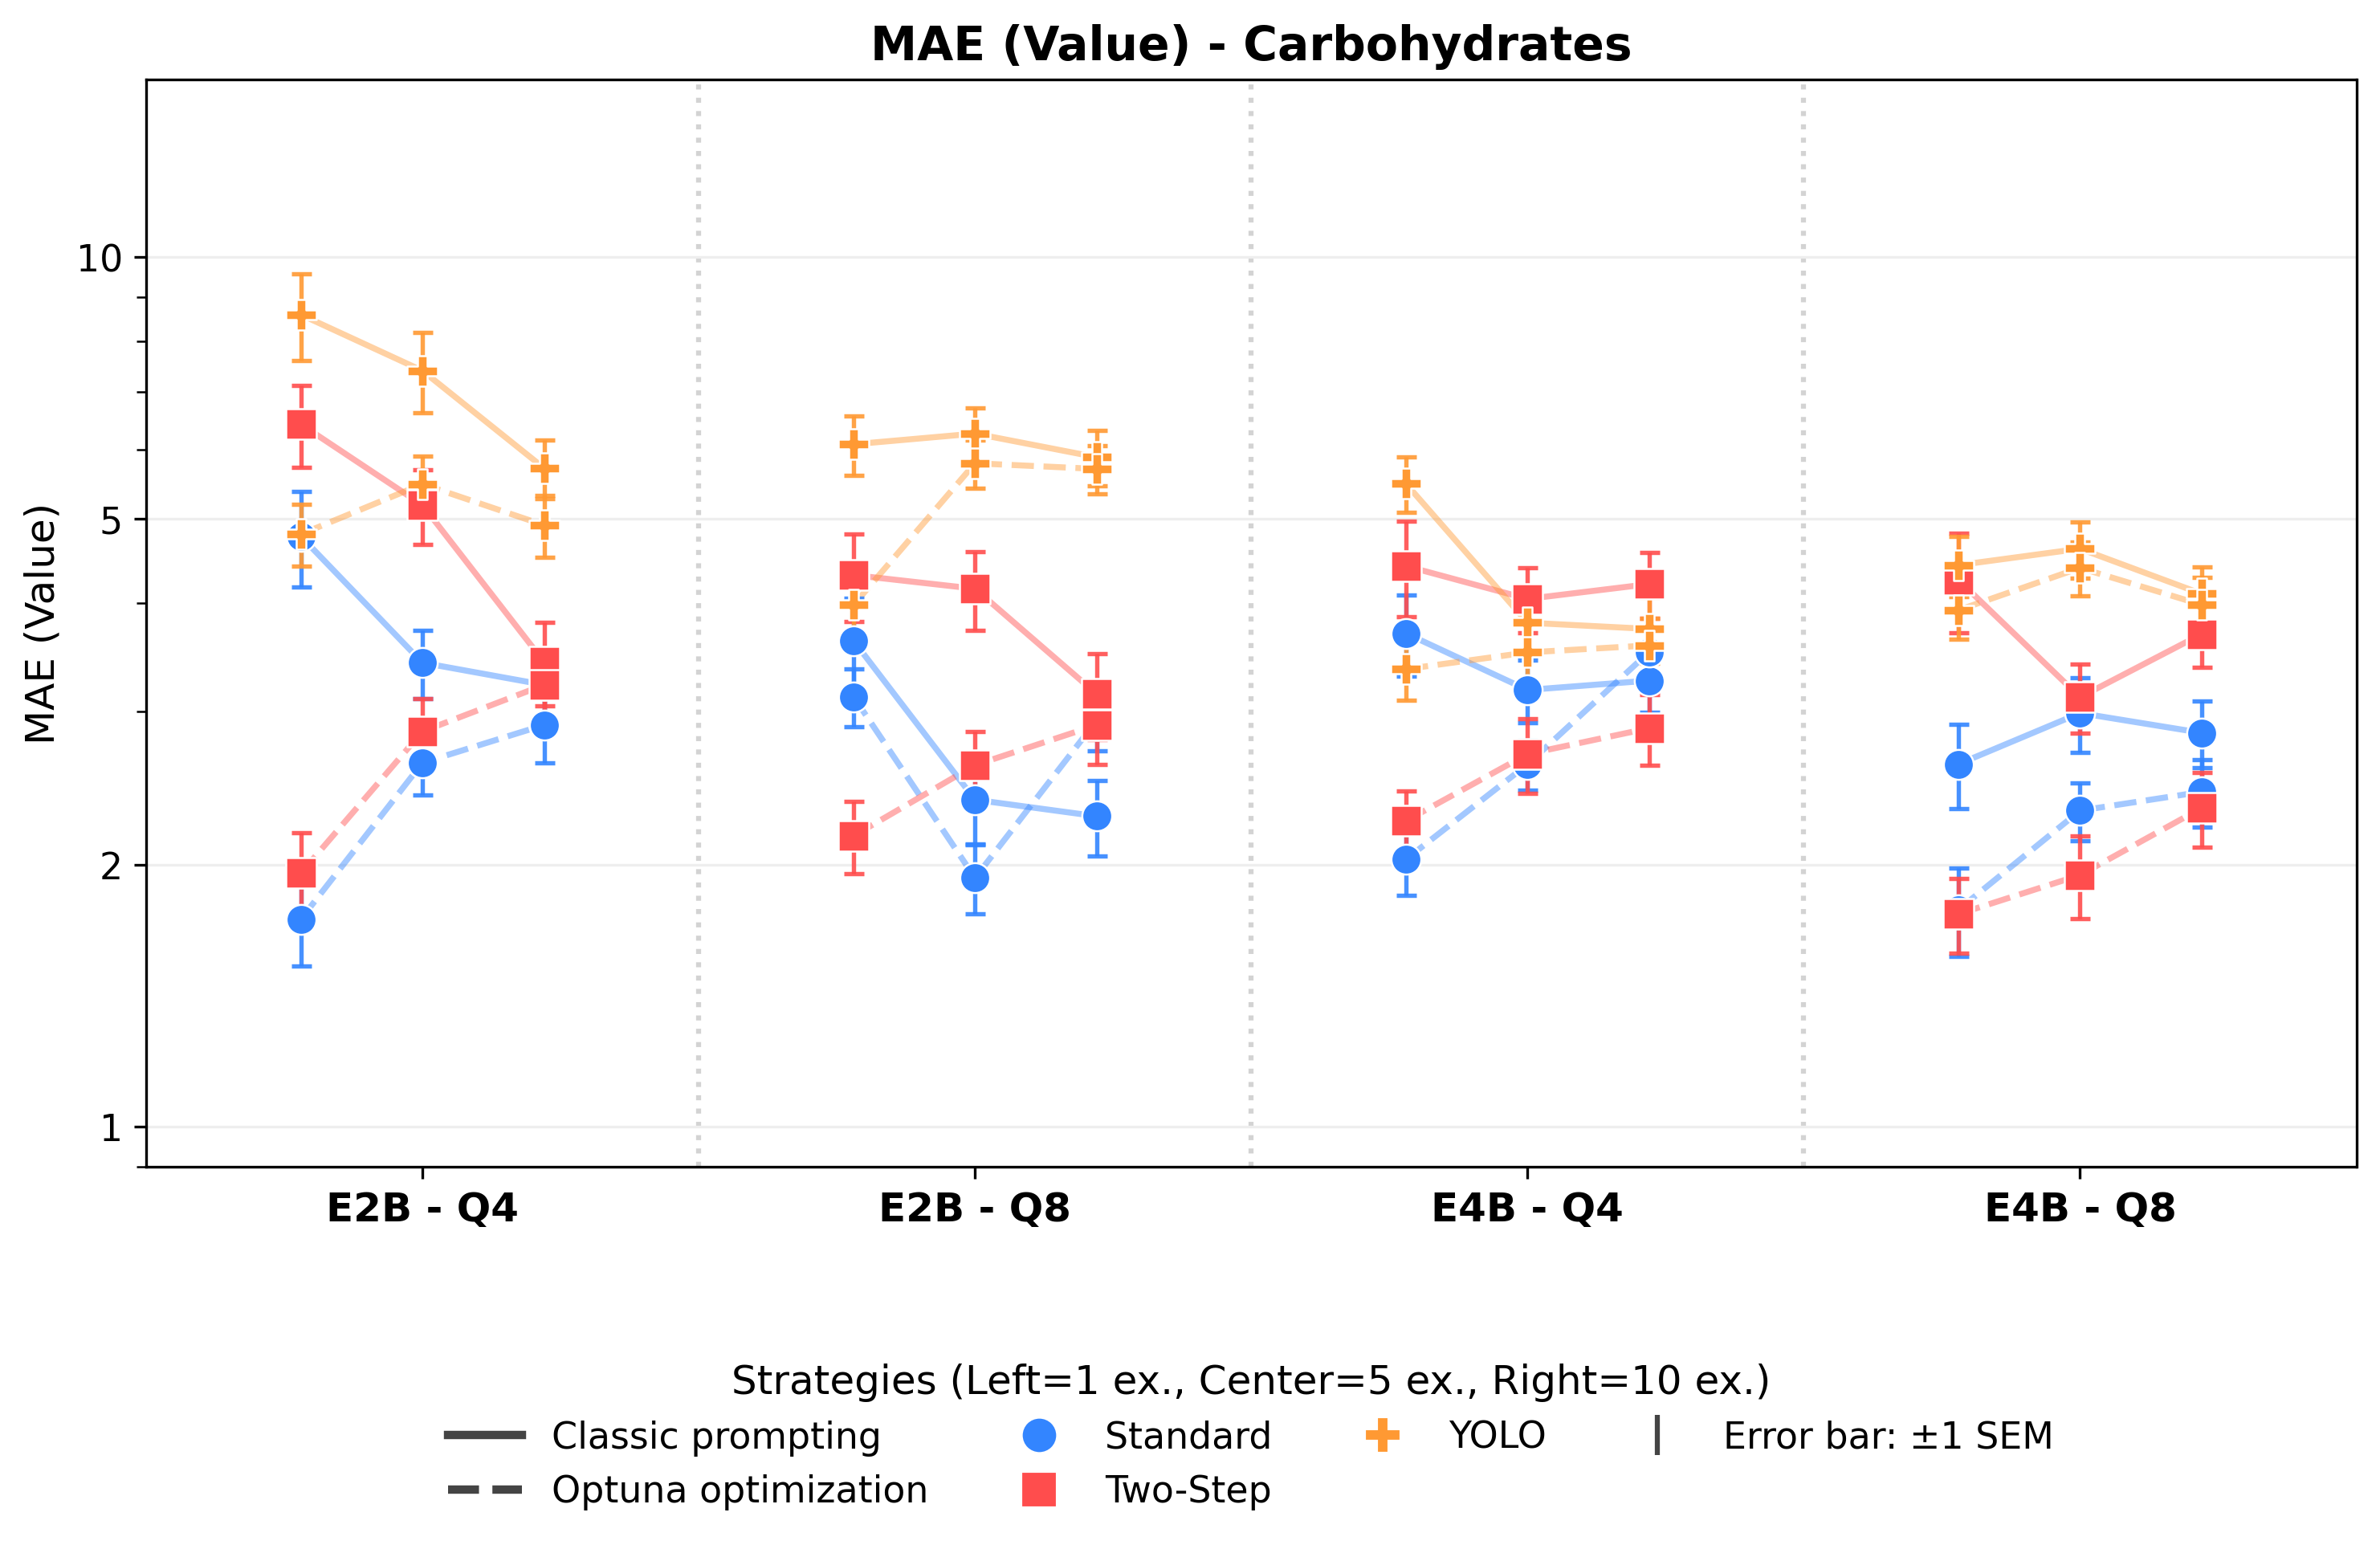 MAE (Value) - Carbohydrates
MAE (Value)
10
5
2
1
E2B - Q4
E2B - Q8
E4B - Q4
E4B - Q8
Strategies (Left=1 ex., Center=5 ex., Right=10 ex.)
Classic prompting
Optuna optimization
Standard
Two-Step
YOLO
Error bar: ±1 SEM